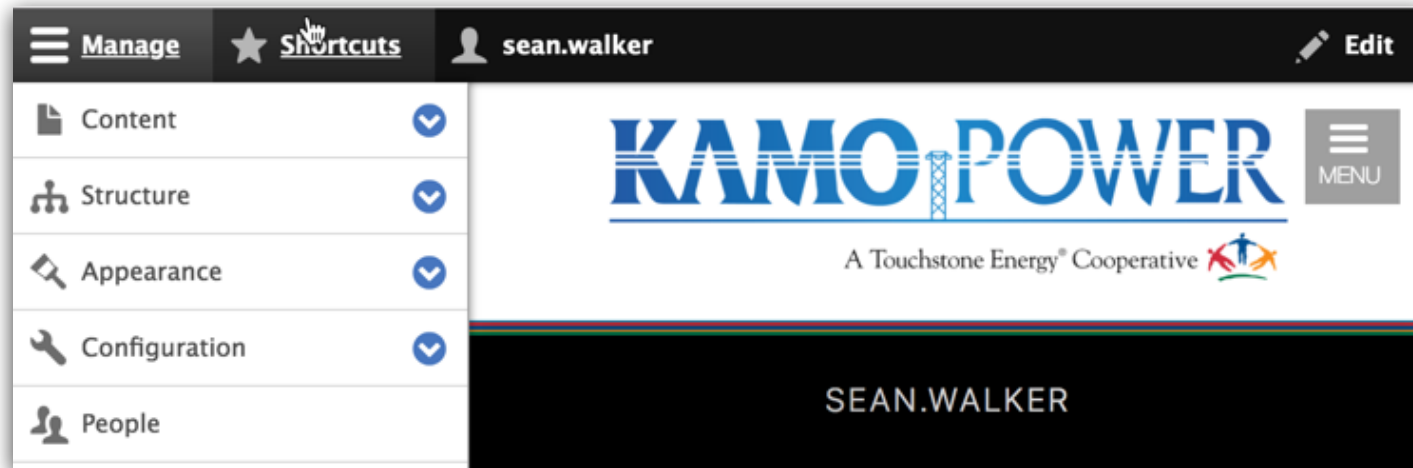 Manage Shortcuts sean.walker Edit
Content
Structure
Appearance
Configuration
People
KAMO POWER
A Touchstone Energy® Cooperative
MENU
SEAN.WALKER